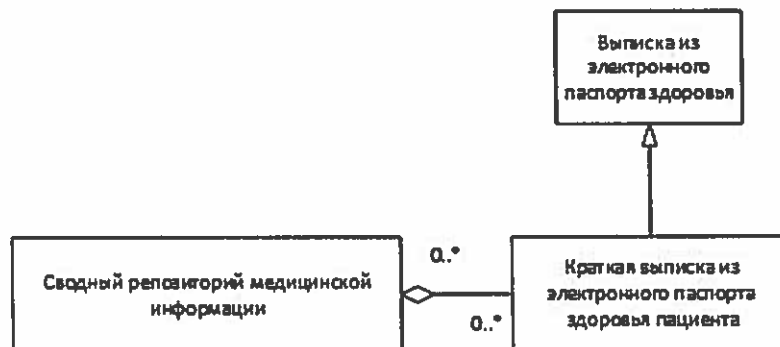 Выписка из
электронного
паспорта здоровья
0..*
Сводный репозиторий медицинской
информации
Краткая выписка из
электронного паспорта
здоровья пациента
0..*